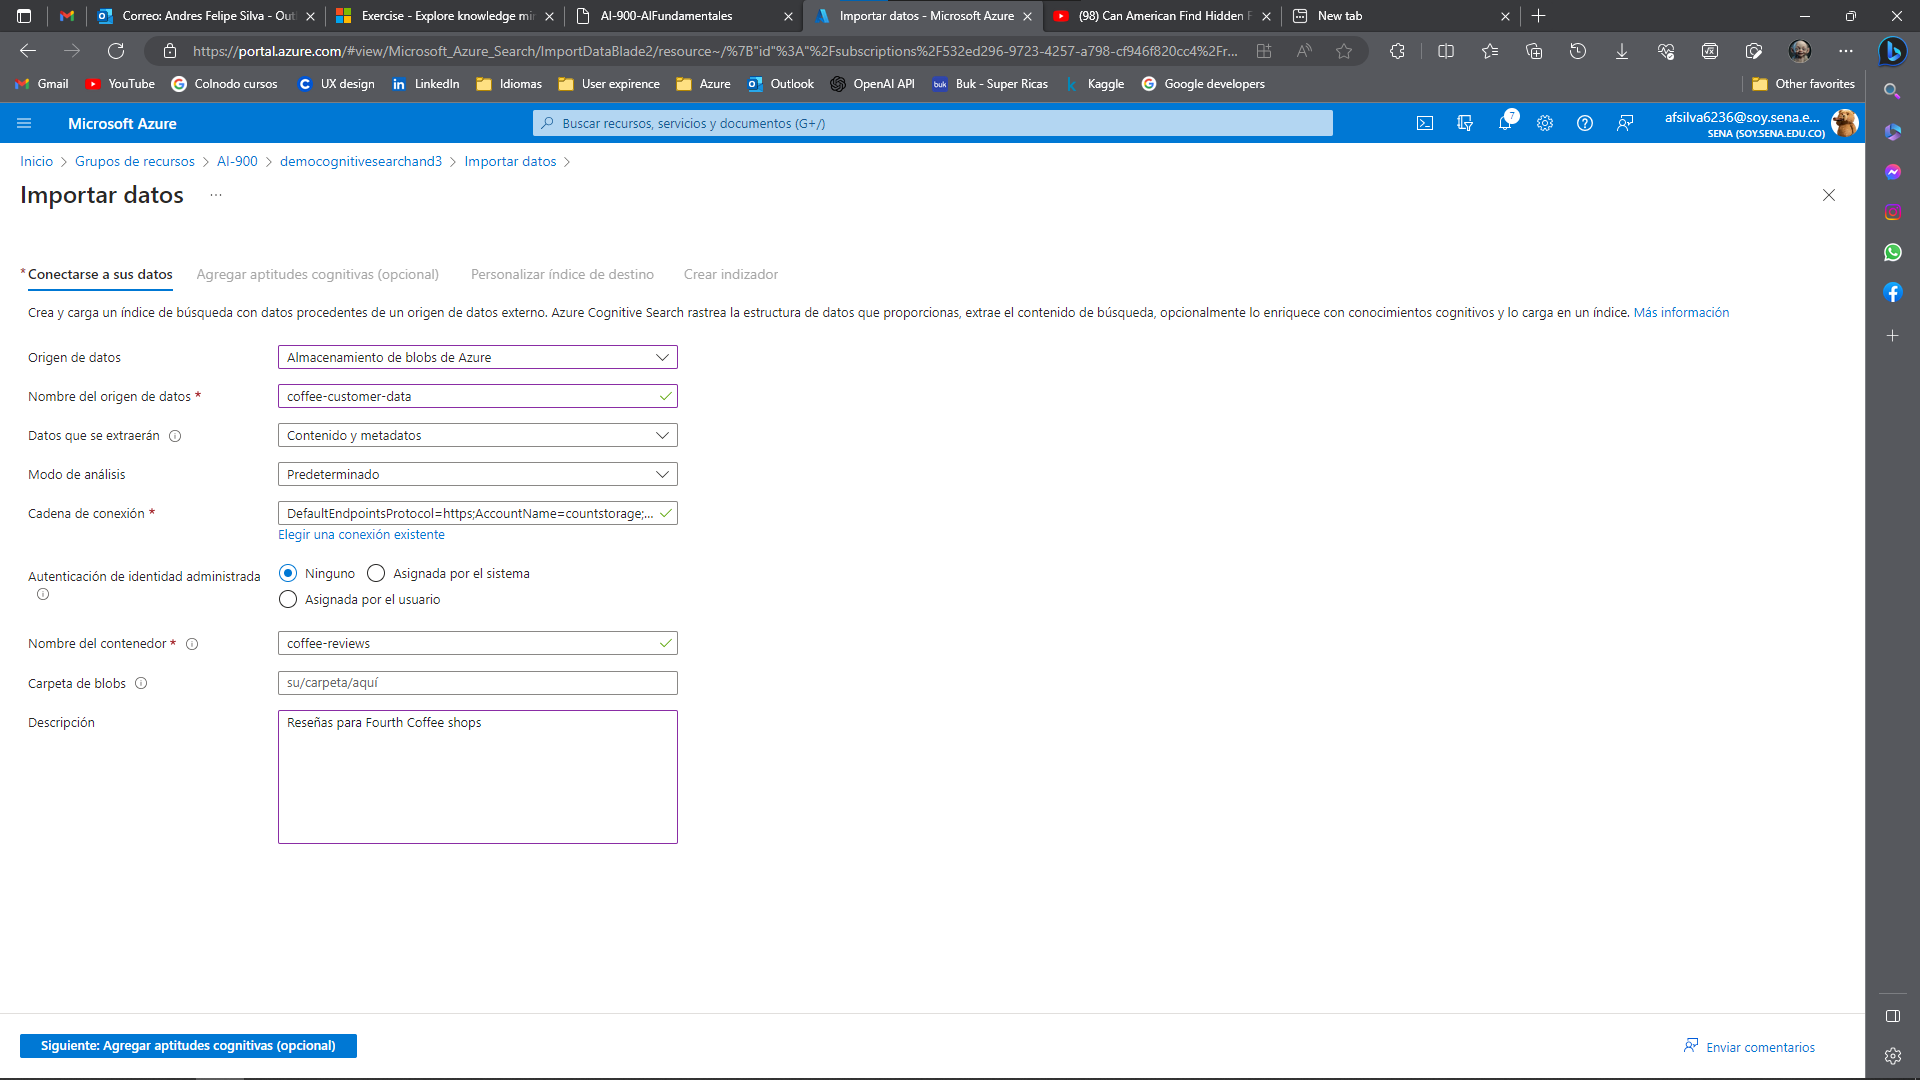 Correo: Andres Felipe Silva - Out
Exercise - Explore knowledge mi
AI-900-AIFundamentales
Importar datos - Microsoft Azure
(98) Can American Find Hidden F
New tab
https://portal.azure.com/#view/Microsoft_Azure_Search/ImportDataBlade2/resource~/%7B"id"%3A"%2Fsubscriptions%2F532ed296-9723-4257-a798-cf946f820cc4%2Fr...
Gmail
YouTube
Colnodo cursos
UX design
LinkedIn
Idiomas
User expirence
Azure
Outlook
OpenAI API
Buk - Super Ricas
Kaggle
Google developers
Other favorites
Microsoft Azure
Buscar recursos, servicios y documentos (G+/)
7
afsilva6236@soy.sena.e...
SENA (SOY.SENA.EDU.CO)
Inicio > Grupos de recursos > AI-900 > democognitivesearchand3 > Importar datos >
Importar datos ...
* Conectarse a sus datos
Agregar aptitudes cognitivas (opcional)
Personalizar índice de destino
Crear indizador
Crea y carga un índice de búsqueda con datos procedentes de un origen de datos externo. Azure Cognitive Search rastrea la estructura de datos que proporcionas, extrae el contenido de búsqueda, opcionalmente lo enriquece con conocimientos cognitivos y lo carga en un índice. Más información
Origen de datos
Almacenamiento de blobs de Azure
Nombre del origen de datos *
coffee-customer-data
Datos que se extraerán
Contenido y metadatos
Modo de análisis
Predeterminado
Cadena de conexión *
DefaultEndpointsProtocol=https;AccountName=countstorage;...
Elegir una conexión existente
Autenticación de identidad administrada
Ninguno
Asignada por el sistema
Asignada por el usuario
Nombre del contenedor *
coffee-reviews
Carpeta de blobs
su/carpeta/aquí
Descripción
Reseñas para Fourth Coffee shops
Siguiente: Agregar aptitudes cognitivas (opcional)
Enviar comentarios